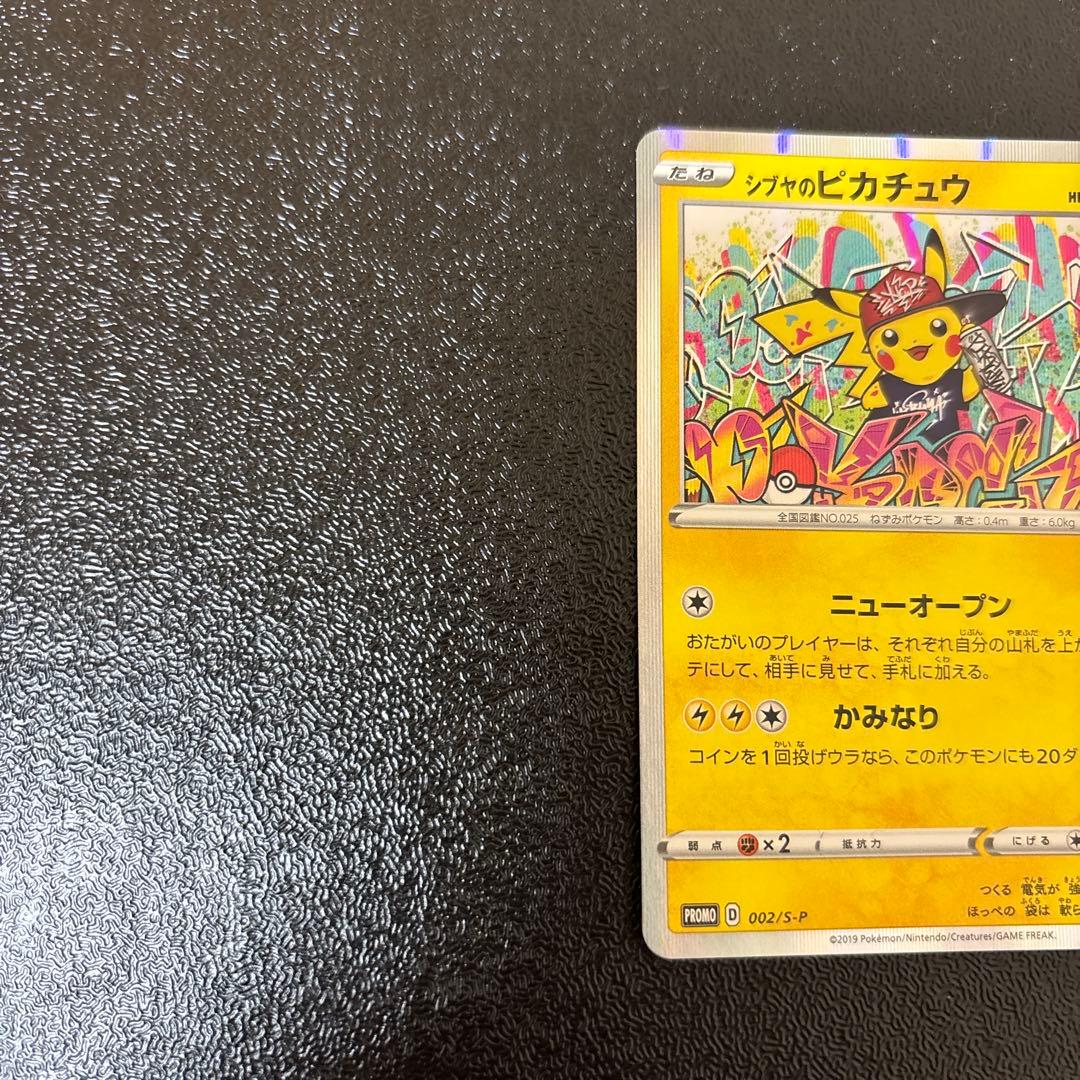 たね シブヤのピカチュウ
全国図鑑NO.025 ねずみポケモン 高さ：0.4m 重さ：6.0kg
ニューオープン
おたがいのプレイヤーは、それぞれ自分の山札を上か
テにして、相手に見せて、手札に加える。
かみなり
コインを1回投げウラなら、このポケモンにも20ダ
弱点 ×2 抵抗力 にげる
つくる 電気が 強
ほっぺの 袋は 軟ら
PROMO D 002/S-P
©2019 Pokémon/Nintendo/Creatures/GAME FREAK.